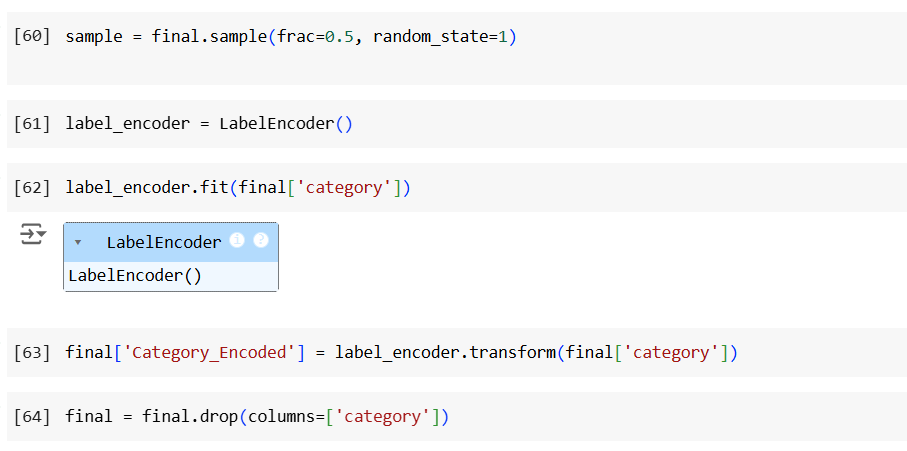 [60] sample = final.sample(frac=0.5, random_state=1)
[61] label_encoder = LabelEncoder()
[62] label_encoder.fit(final['category'])
LabelEncoder i ?
LabelEncoder()
[63] final['Category_Encoded'] = label_encoder.transform(final['category'])
[64] final = final.drop(columns=['category'])